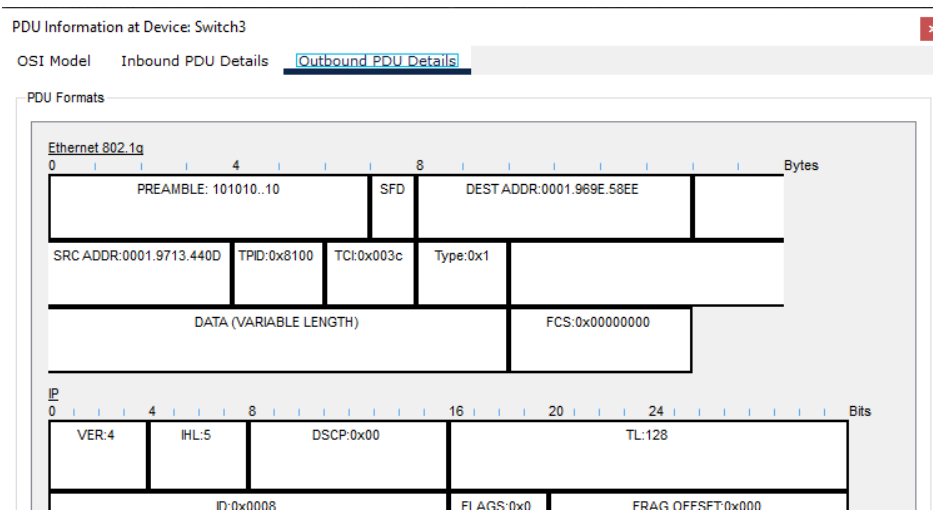 PDU Information at Device: Switch3
OSI Model Inbound PDU Details Outbound PDU Details
PDU Formats
Ethernet 802.1q
0 4 8 Bytes
PREAMBLE: 101010..10 SFD DEST ADDR:0001.969E.58EE
SRC ADDR:0001.9713.440D TPID:0x8100 TCI:0x003c Type:0x1
DATA (VARIABLE LENGTH) FCS:0x00000000
IP
0 4 8 16 20 24 Bits
VER:4 IHL:5 DSCP:0x00 TL:128
ID:0x0008 FLAGS:0x0 FRAG OFFSET:0x000